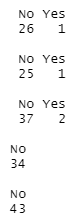 No Yes
26 1
No Yes
25 1
No Yes
37 2
No
34
No
43